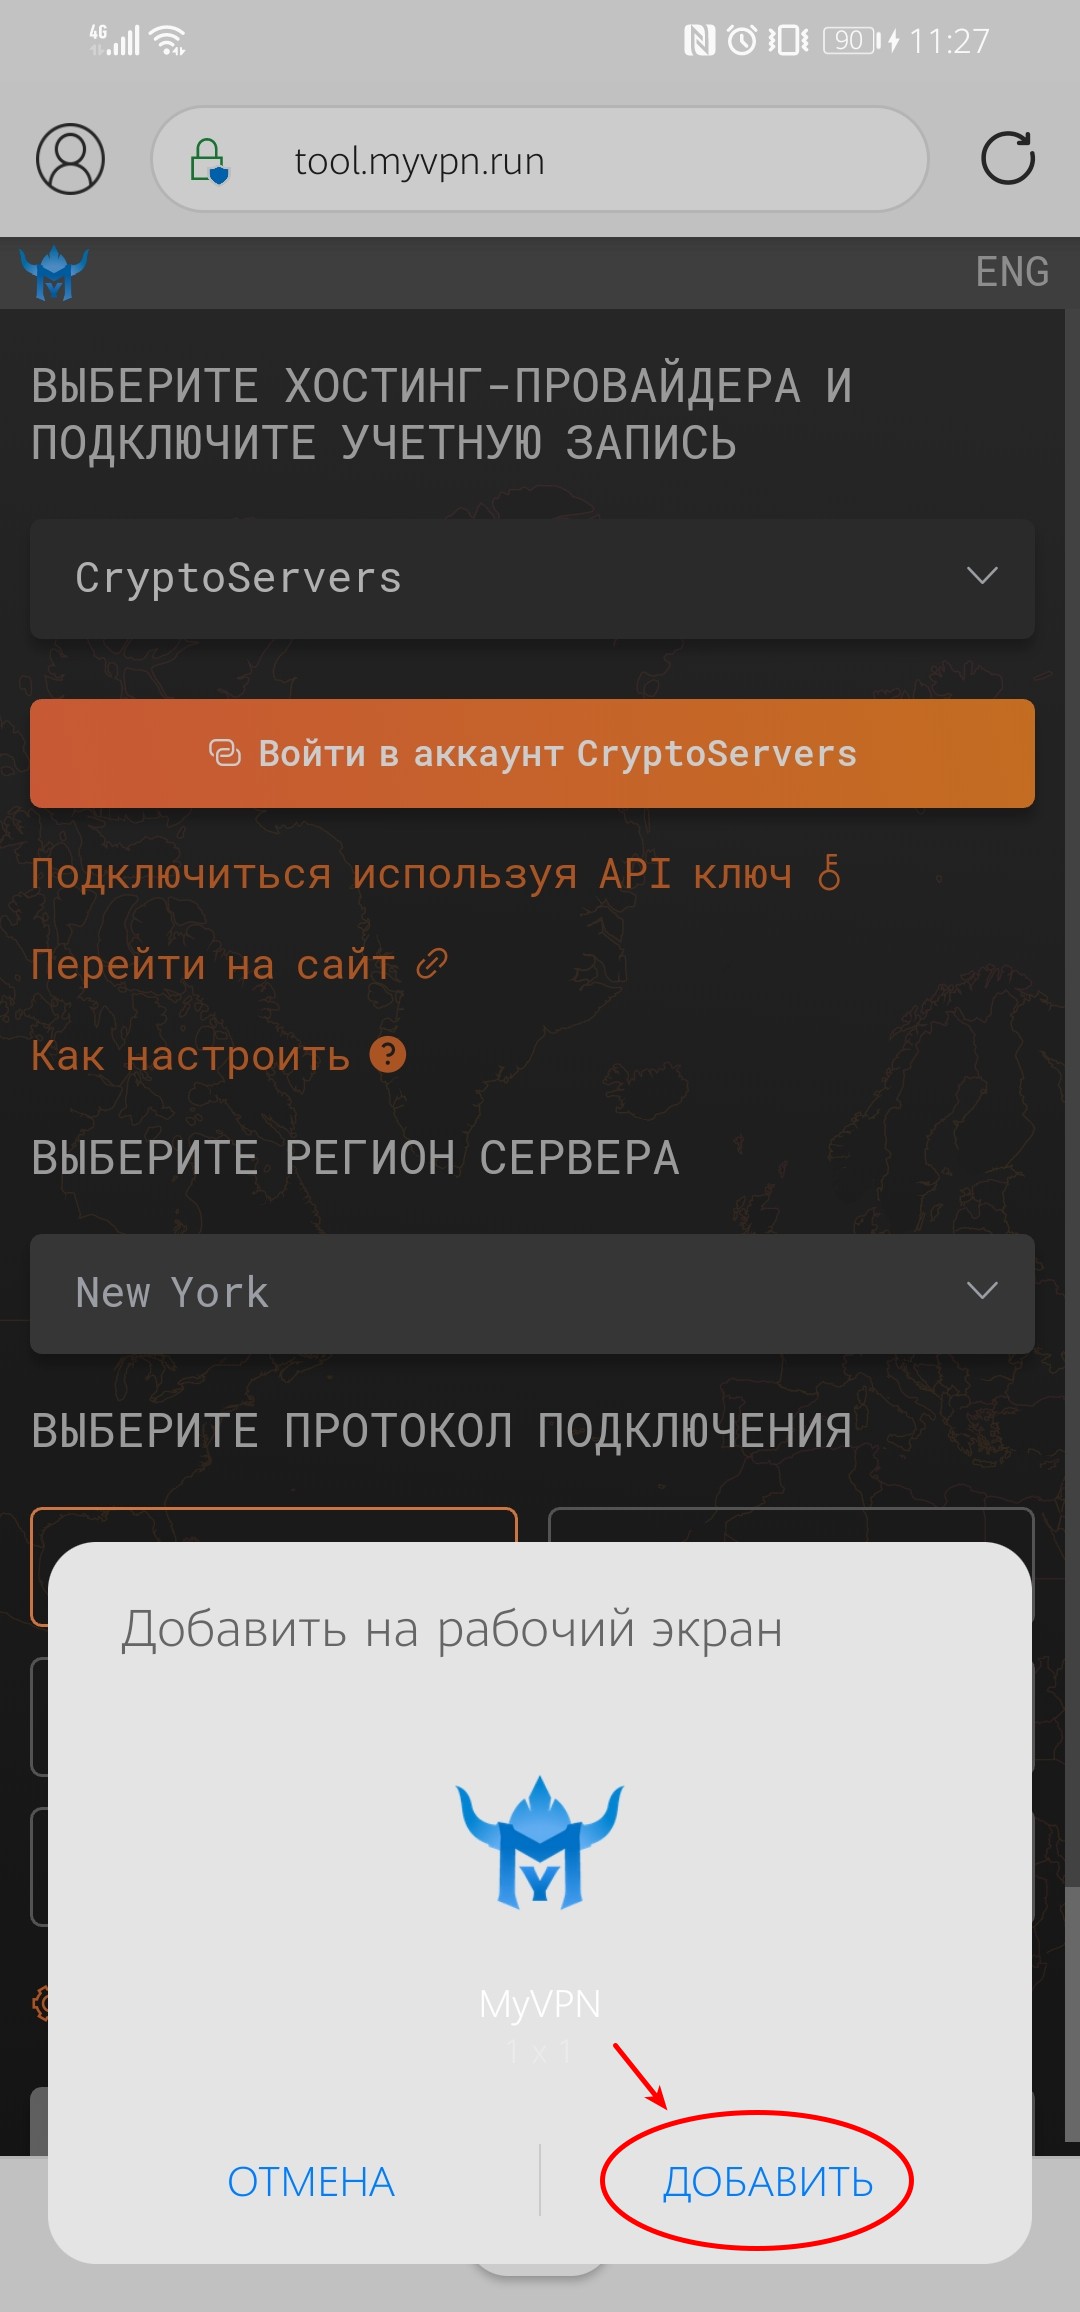 4G 90 11:27
tool.myvpn.run
ENG
ВЫБЕРИТЕ ХОСТИНГ-ПРОВАЙДЕРА И
ПОДКЛЮЧИТЕ УЧЕТНУЮ ЗАПИСЬ
CryptoServers
Войти в аккаунт CryptoServers
Подключиться используя API ключ
Перейти на сайт
Как настроить ?
ВЫБЕРИТЕ РЕГИОН СЕРВЕРА
New York
ВЫБЕРИТЕ ПРОТОКОЛ ПОДКЛЮЧЕНИЯ
Добавить на рабочий экран
MyVPN
1 x 1
ОТМЕНА
ДОБАВИТЬ